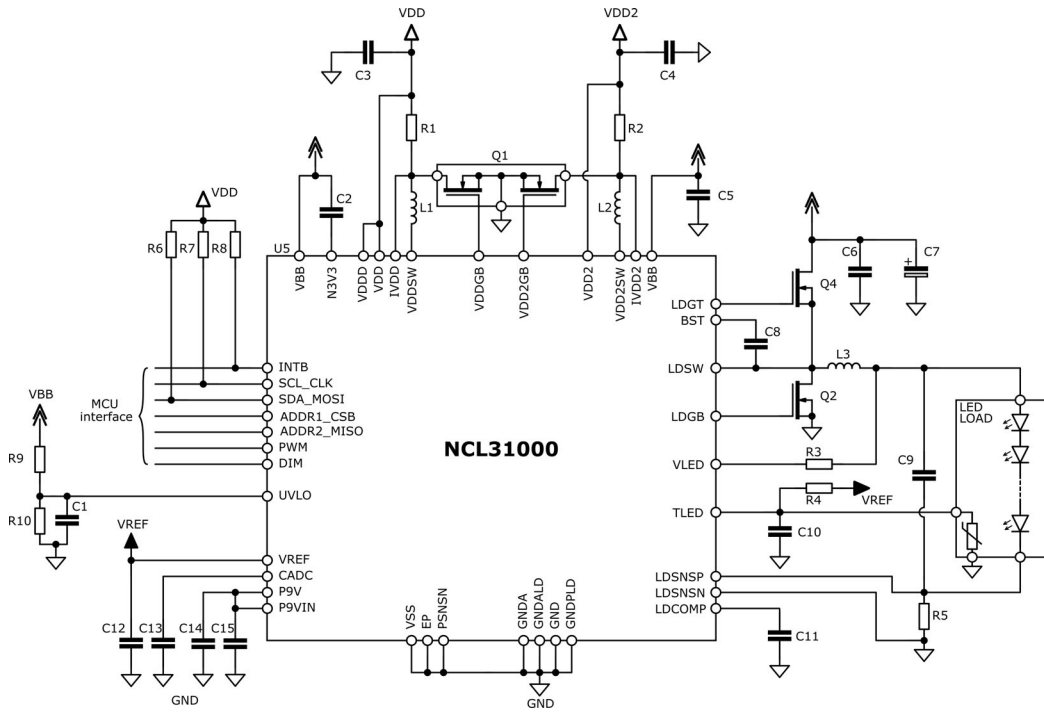 VDD
VDD2
C3
C4
R1
R2
Q1
C2
L1
L2
C5
VDD
R6
R7
R8
U5
VBB
N3V3
VDDD
VDD
IVDD
VDDSW
VDDGB
VDD2GB
VDD2
VDD2SW
IVDD2
VBB
C6
+
C7
Q4
LDGT
BST
C8
LDSW
L3
Q2
LDGB
INTB
SCL_CLK
SDA_MOSI
ADDR1_CSB
ADDR2_MISO
PWM
DIM
MCU
interface
VBB
R9
R10
C1
UVLO
NCL31000
VLED
R3
R4
VREF
TLED
C10
C9
LED
LOAD
VREF
VREF
CADC
P9V
P9VIN
C12
C13
C14
C15
GND
VSS
EP
PSNSN
GNDA
GNDALD
GND
GNDPLD
GND
LDSNSP
LDSNSN
LDCOMP
C11
R5